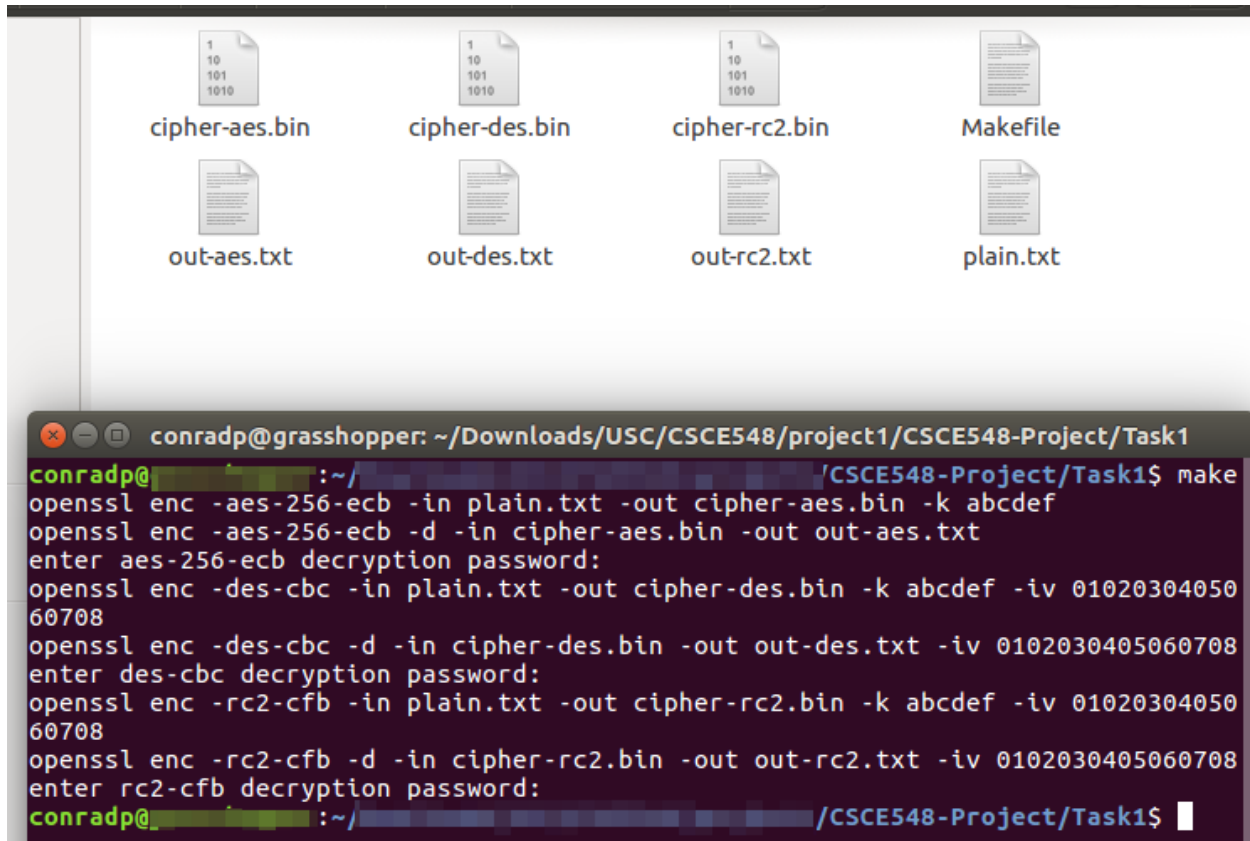 1
10
101
1010
1
10
101
1010
1
10
101
1010
cipher-aes.bin cipher-des.bin cipher-rc2.bin Makefile
out-aes.txt out-des.txt out-rc2.txt plain.txt
conradp@grasshopper: ~/Downloads/USC/CSCE548/project1/CSCE548-Project/Task1
conradp@ :~/ /CSCE548-Project/Task1$ make
openssl enc -aes-256-ecb -in plain.txt -out cipher-aes.bin -k abcdef
openssl enc -aes-256-ecb -d -in cipher-aes.bin -out out-aes.txt
enter aes-256-ecb decryption password:
openssl enc -des-cbc -in plain.txt -out cipher-des.bin -k abcdef -iv 01020304050
60708
openssl enc -des-cbc -d -in cipher-des.bin -out out-des.txt -iv 0102030405060708
enter des-cbc decryption password:
openssl enc -rc2-cfb -in plain.txt -out cipher-rc2.bin -k abcdef -iv 01020304050
60708
openssl enc -rc2-cfb -d -in cipher-rc2.bin -out out-rc2.txt -iv 0102030405060708
enter rc2-cfb decryption password:
conradp@ :~/ /CSCE548-Project/Task1$